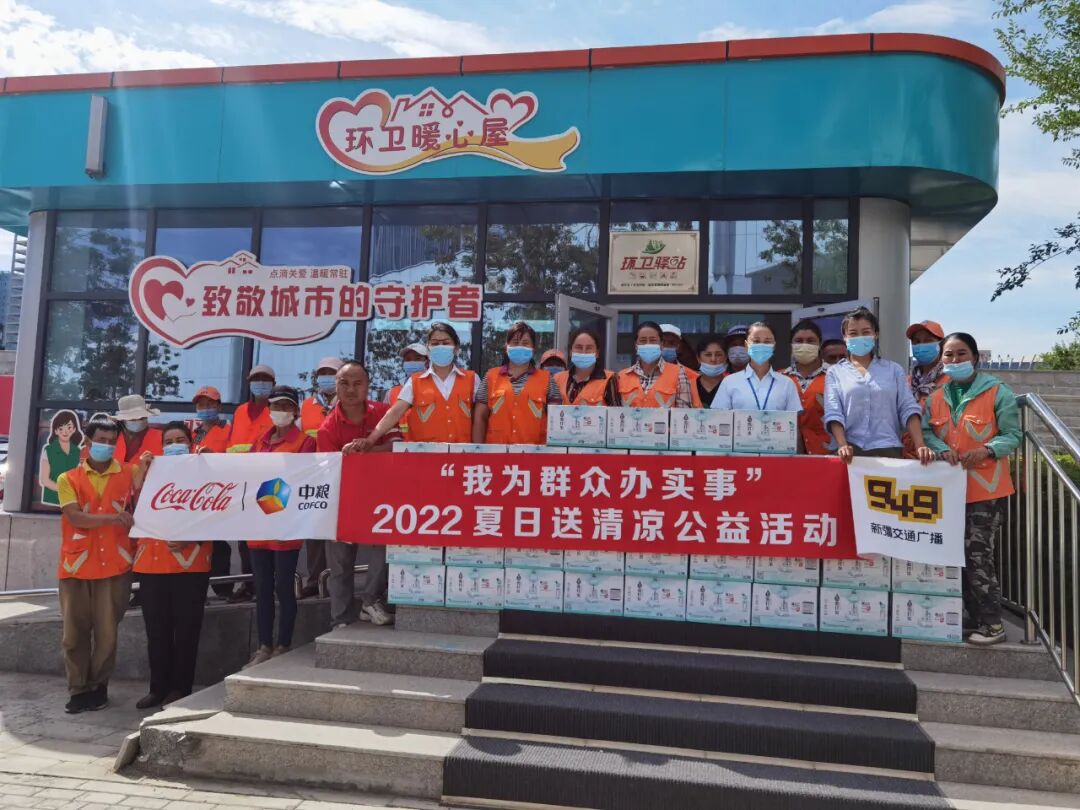 环卫暖心屋
点滴关爱 温暖常驻
致敬城市的守护者
环卫驿站
Coca-Cola
中粮
COFCO
“我为群众办实事”
2022夏日送清凉公益活动
949
新疆交通广播